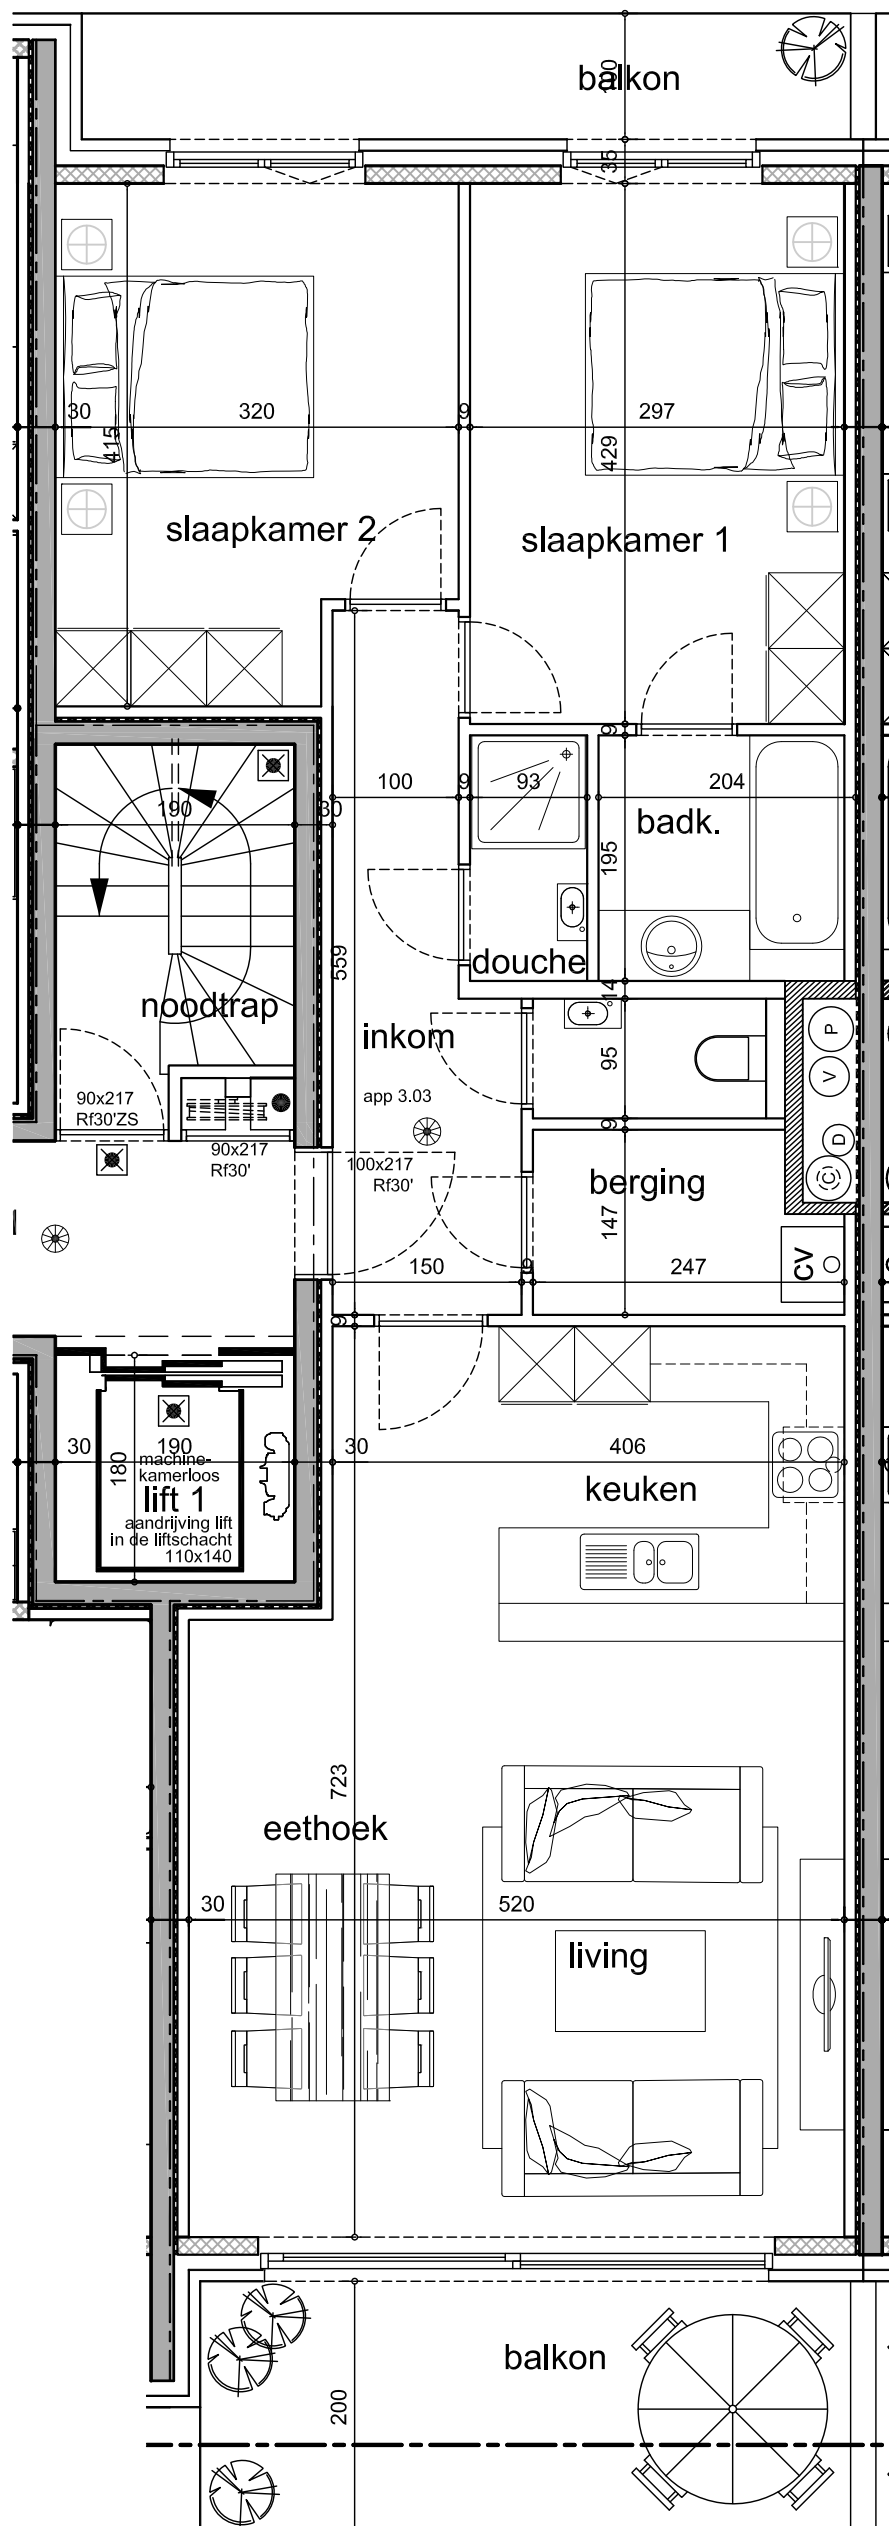 balkon
100
35
30
320
9
297
415
429
slaapkamer 2
slaapkamer 1
9
100
9
93
204
190
30
badk.
195
559
douche
14
noodtrap
inkom
95
P
V
app 3.03
90x217
Rf30'ZS
9
D
90x217
Rf30'
100x217
Rf30'
C
berging
147
150
9
247
CV
9
30
190
30
406
180
machine-
kamerloos
lift 1
aandrijving lift
in de liftschacht
110x140
keuken
723
eethoek
30
520
living
balkon
200